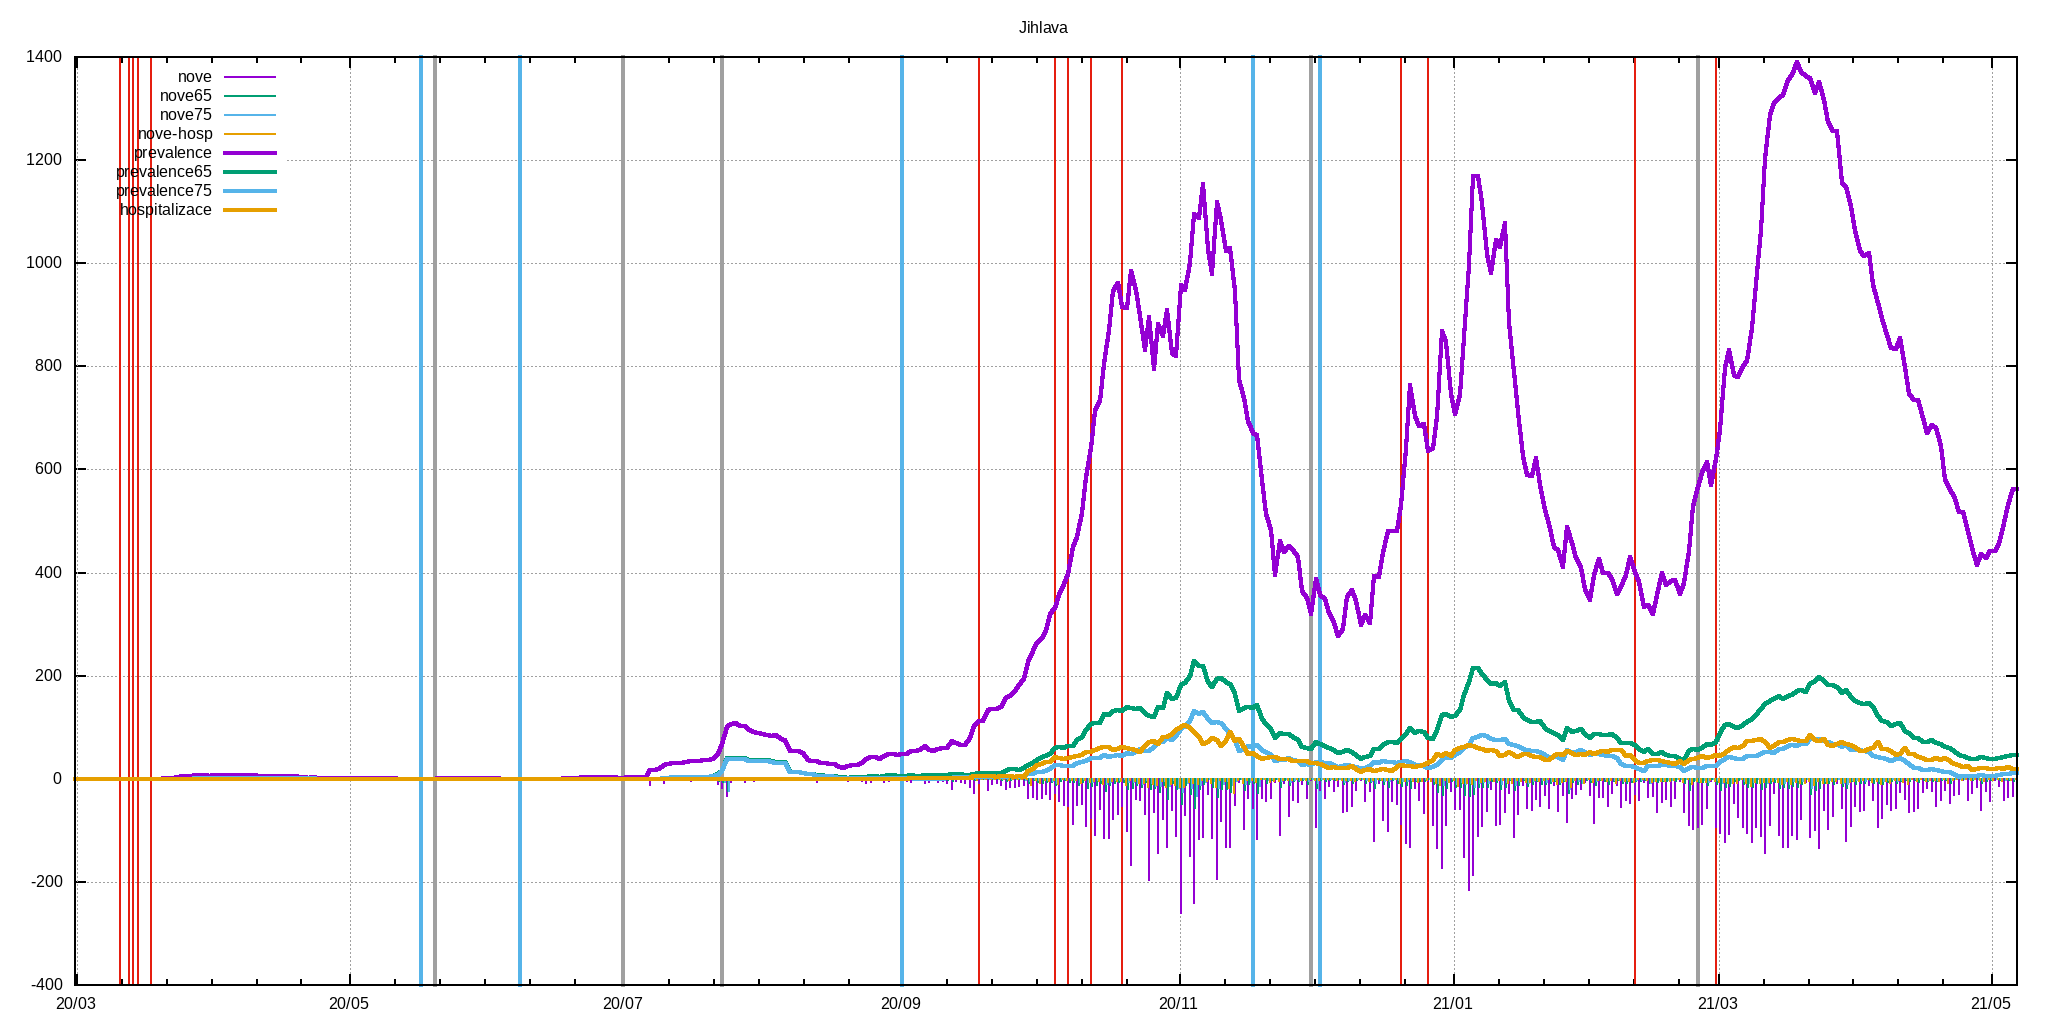 Jihlava
1400
1200
1000
800
600
400
200
0
-200
-400
nove
nove65
nove75
nove-hosp
prevalence
prevalence65
prevalence75
hospitalizace
20/03 20/05 20/07 20/09 20/11 21/01 21/03 21/05